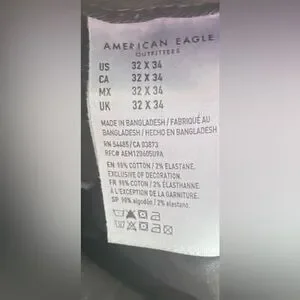 AMERICAN EAGLE
OUTFITTERS
US 32 X 34
CA 32 X 34
MX 32 X 34
UK 32 X 34
MADE IN BANGLADESH / FABRIQUÉ AU
BANGLADESH / HECHO EN BANGLADESH
RN 54485 / CA 03873
RFC# AEM120605U9A
EN 98% COTTON / 2% ELASTANE.
EXCLUSIVE OF DECORATION.
FR 98% COTON / 2% ÉLASTHANNE
À L'EXCEPTION DE LA GARNITURE.
SP 98% algodón / 2% elastano.